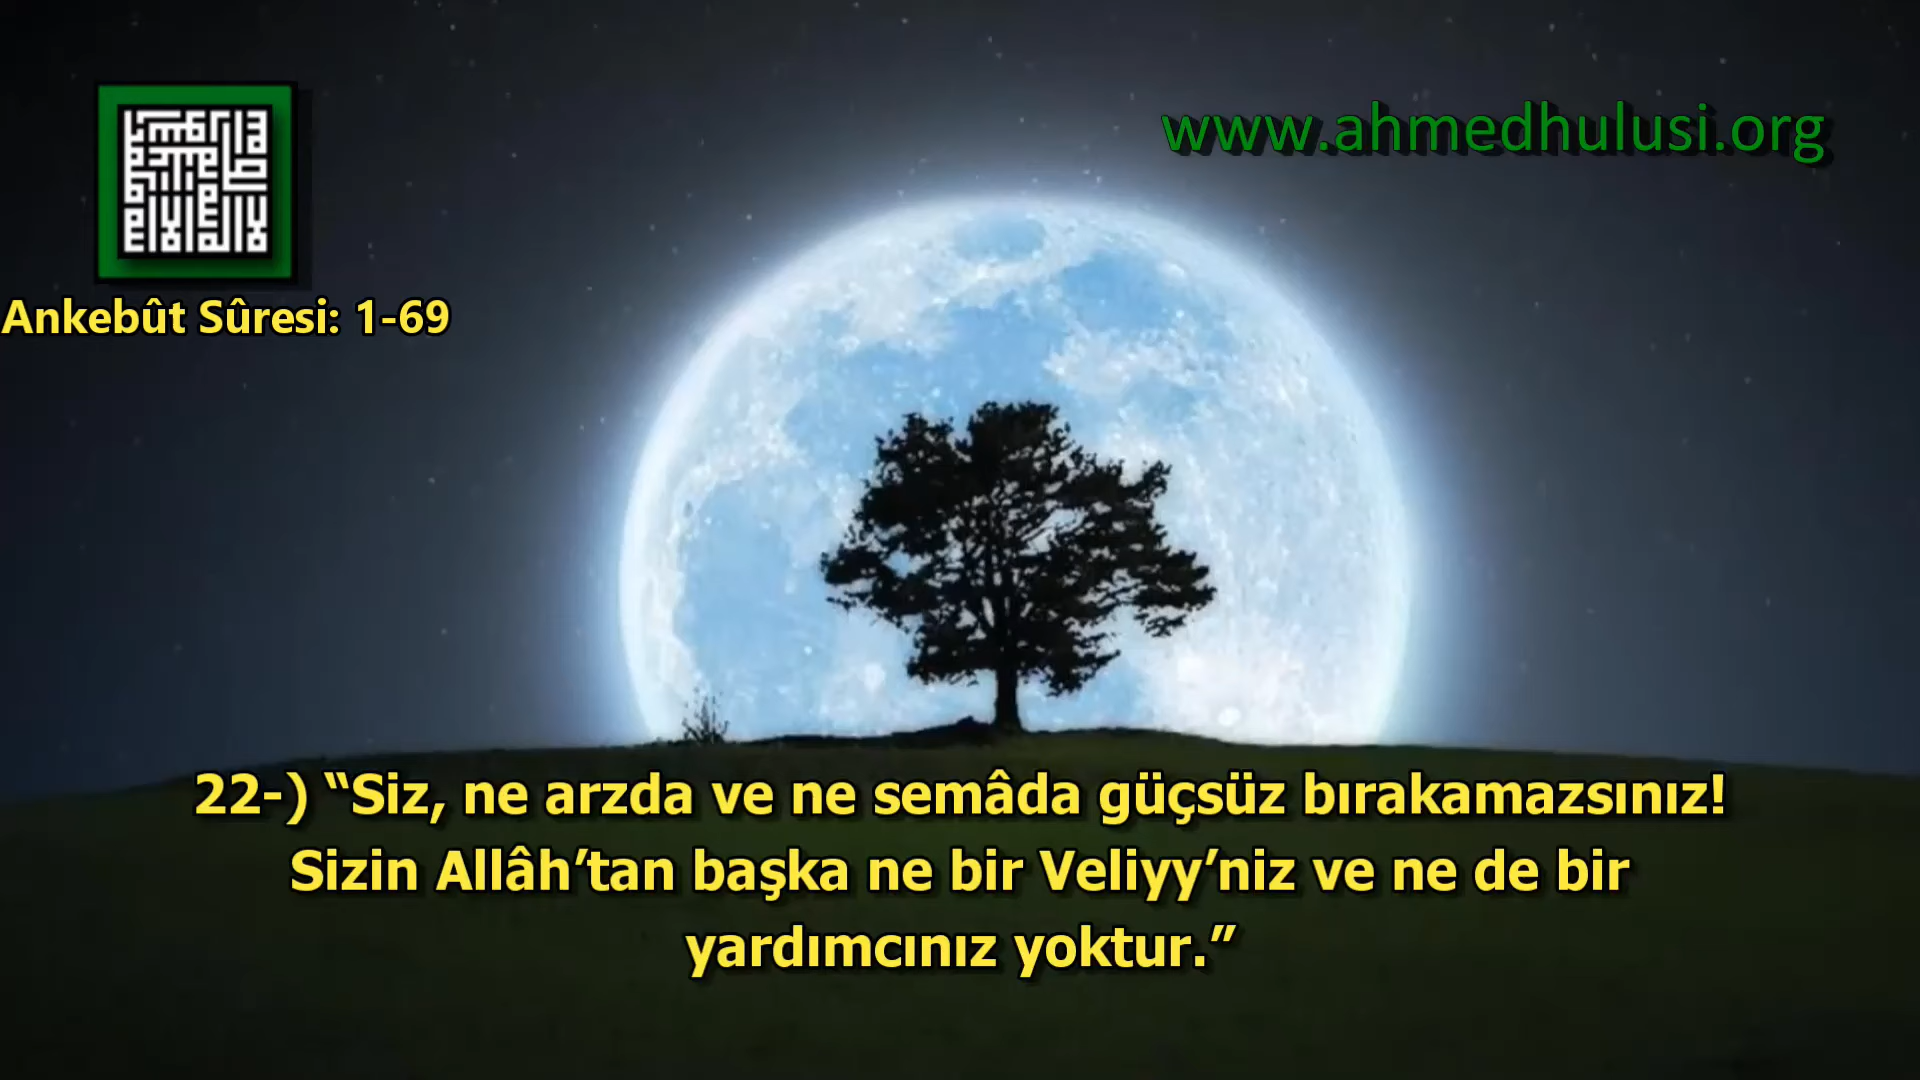 www.ahmedhulusi.org
Ankebût Sûresi: 1-69
22-) “Siz, ne arzda ve ne semâda güçsüz bırakamazsınız!
Sizin Allâh’tan başka ne bir Veliyy’niz ve ne de bir
yardımcınız yoktur.”